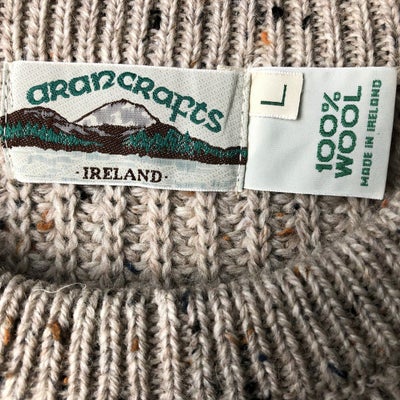 aranCrafts
· IRELAND ·
L
100%
WOOL
MADE IN IRELAND